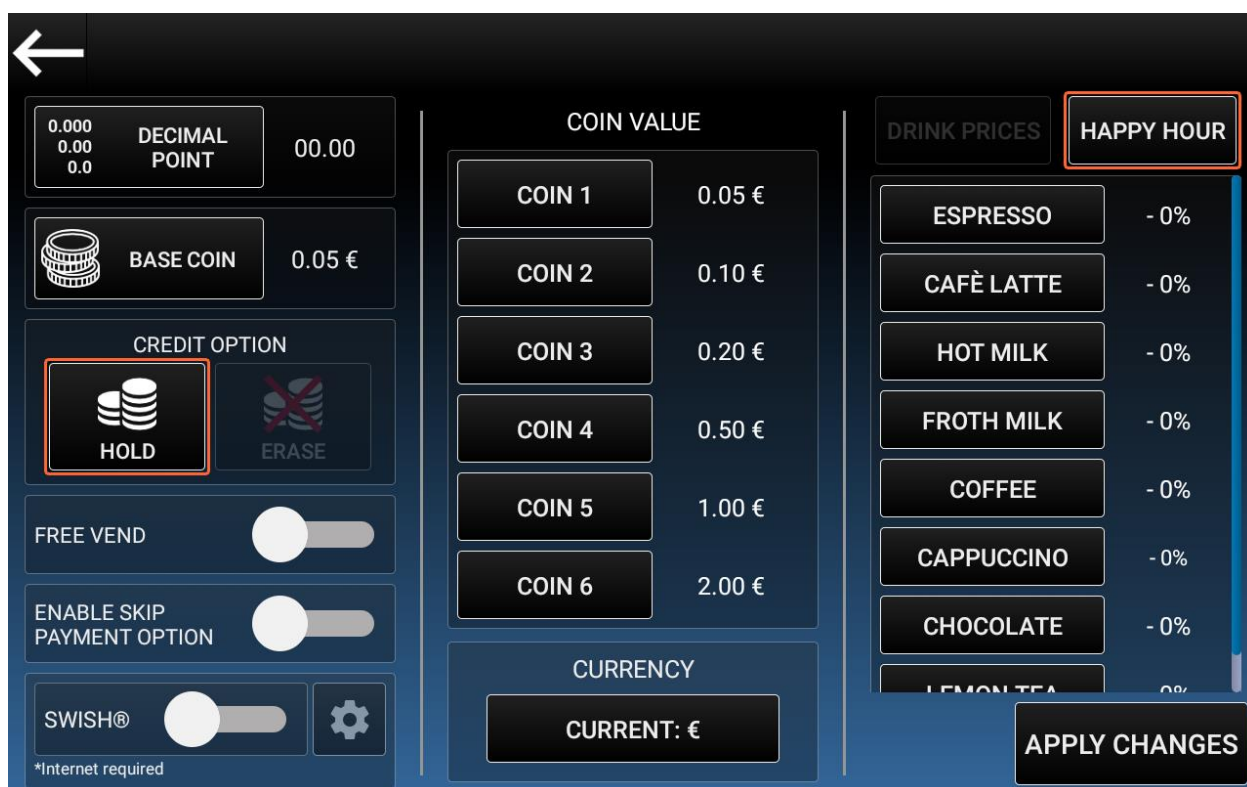 0.000
0.00
0.0
DECIMAL
POINT
00.00
BASE COIN
0.05 €
CREDIT OPTION
HOLD
ERASE
FREE VEND
ENABLE SKIP
PAYMENT OPTION
SWISH®
*Internet required
COIN VALUE
COIN 1 0.05 €
COIN 2 0.10 €
COIN 3 0.20 €
COIN 4 0.50 €
COIN 5 1.00 €
COIN 6 2.00 €
CURRENCY
CURRENT: €
DRINK PRICES
HAPPY HOUR
ESPRESSO - 0%
CAFÈ LATTE - 0%
HOT MILK - 0%
FROTH MILK - 0%
COFFEE - 0%
CAPPUCCINO - 0%
CHOCOLATE - 0%
LEMON TEA
APPLY CHANGES